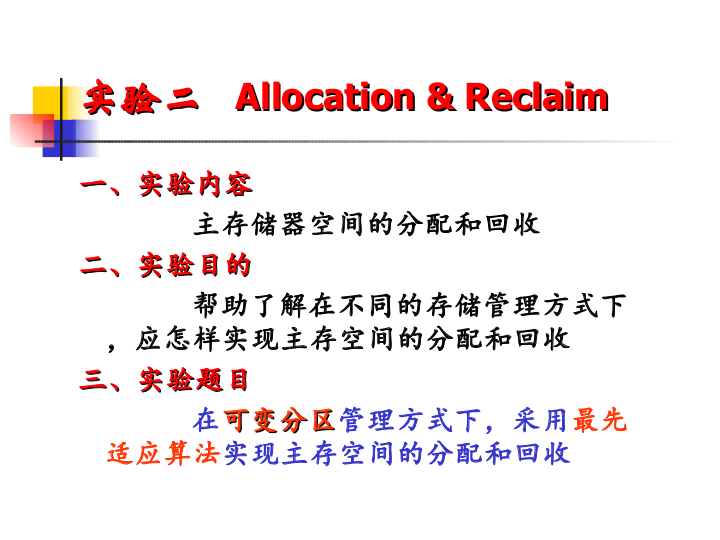 实验二 Allocation & Reclaim
一、实验内容
主存储器空间的分配和回收
二、实验目的
帮助了解在不同的存储管理方式下
，应怎样实现主存空间的分配和回收
三、实验题目
在可变分区管理方式下，采用最先
适应算法实现主存空间的分配和回收